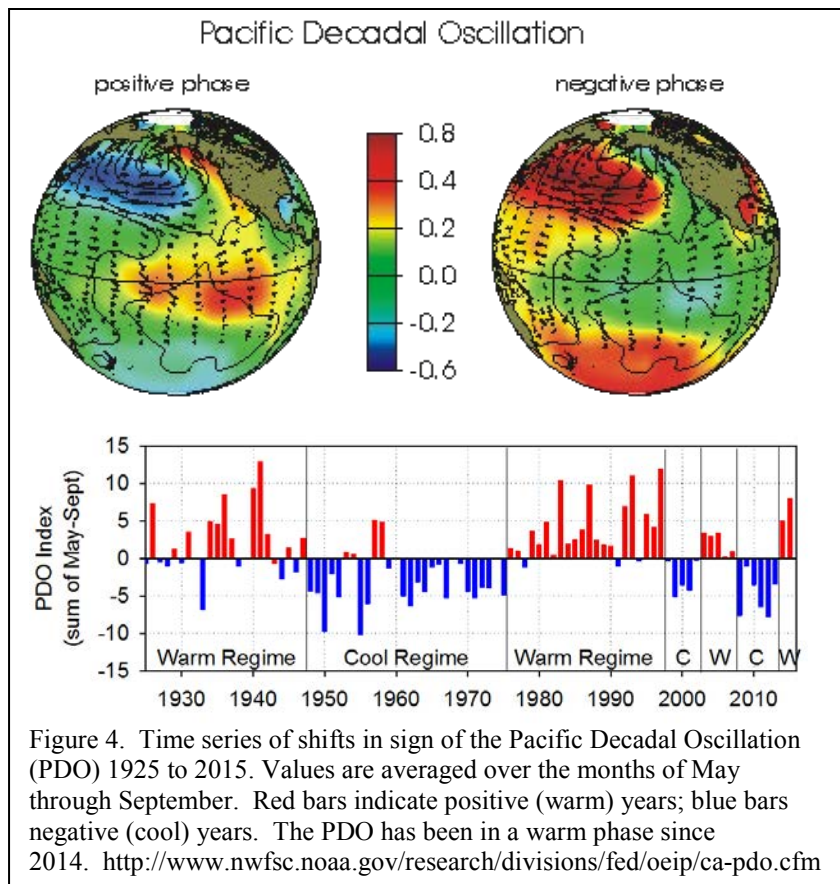 Pacific Decadal Oscillation
positive phase
negative phase
0.8
0.4
0.2
0.0
-0.2
-0.6
15
10
5
0
-5
-10
-15
PDO Index
(sum of May-Sept)
Warm Regime
Cool Regime
Warm Regime
C
W
C
W
1930 1940 1950 1960 1970 1980 1990 2000 2010
Figure 4.  Time series of shifts in sign of the Pacific Decadal Oscillation
(PDO) 1925 to 2015. Values are averaged over the months of May
through September.  Red bars indicate positive (warm) years; blue bars
negative (cool) years.  The PDO has been in a warm phase since
2014.  http://www.nwfsc.noaa.gov/research/divisions/fed/oeip/ca-pdo.cfm